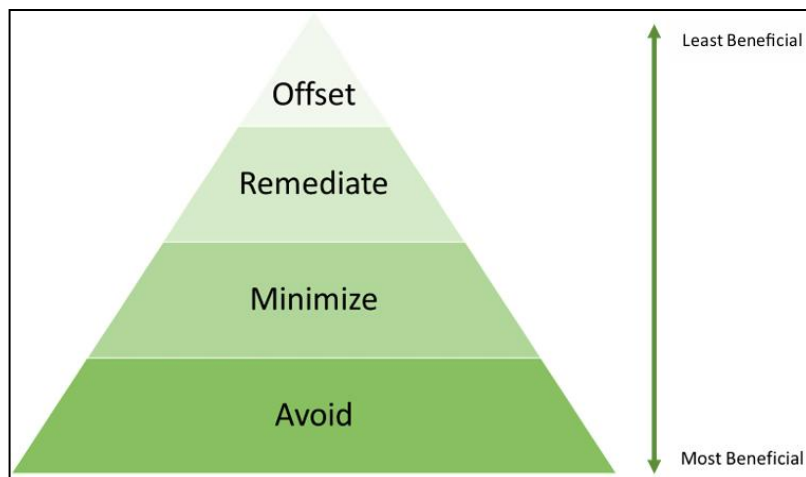 Least Beneficial
Offset
Remediate
Minimize
Avoid
Most Beneficial